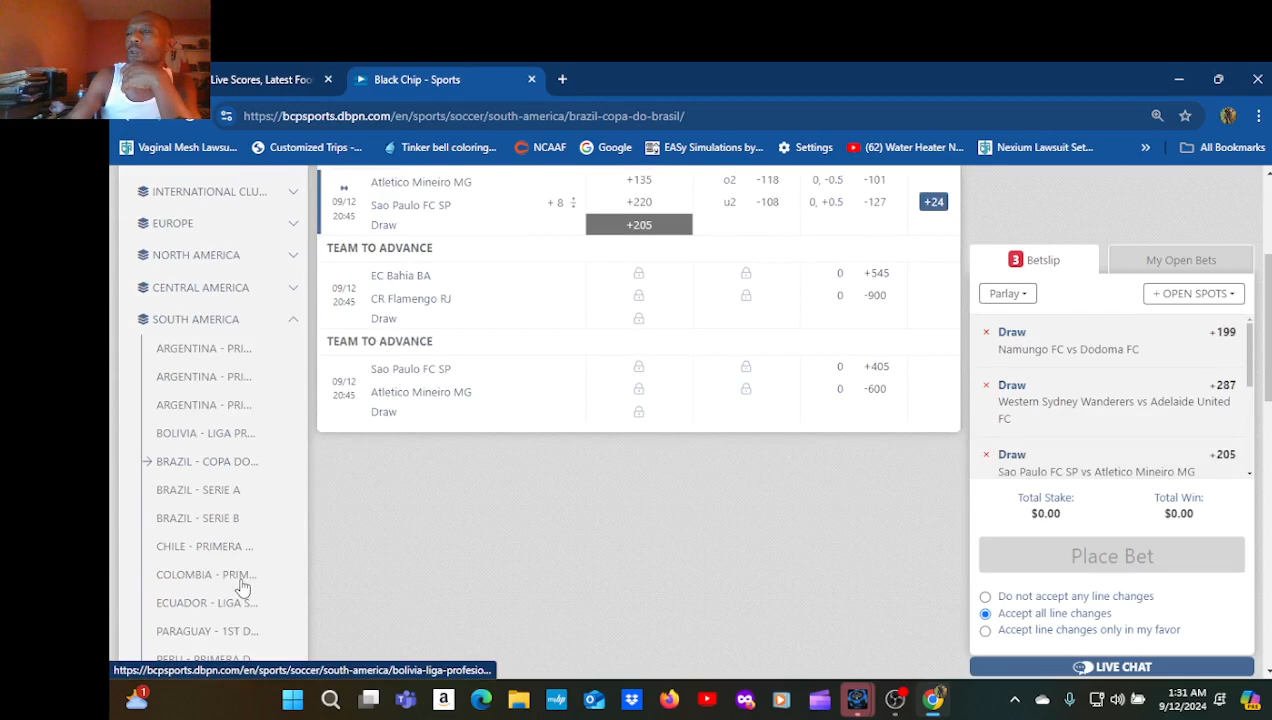 Live Scores, Latest Foo
Black Chip - Sports
https://bcpsports.dbpn.com/en/sports/soccer/south-america/brazil-copa-do-brasil/
Vaginal Mesh Lawsu...
Customized Trips -...
Tinker bell coloring...
NCAAF
Google
EASy Simulations by...
Settings
(62) Water Heater N...
Nexium Lawsuit Set...
»
All Bookmarks
INTERNATIONAL CLU...
EUROPE
NORTH AMERICA
CENTRAL AMERICA
SOUTH AMERICA
ARGENTINA - PRI...
ARGENTINA - PRI...
ARGENTINA - PRI...
BOLIVIA - LIGA PR...
BRAZIL - COPA DO...
BRAZIL - SERIE A
BRAZIL - SERIE B
CHILE - PRIMERA ...
COLOMBIA - PRIM...
ECUADOR - LIGA S...
PARAGUAY - 1ST D...
PERU - PRIMERA D...
https://bcpsports.dbpn.com/en/sports/soccer/south-america/bolivia-liga-profesio...
Atletico Mineiro MG +135 o2 -118 0, -0.5 -101
09/12 Sao Paulo FC SP + 8 +220 u2 -108 0, +0.5 -127 +24
20:45
Draw +205
TEAM TO ADVANCE
EC Bahia BA 0 +545
09/12
20:45 CR Flamengo RJ 0 -900
Draw
TEAM TO ADVANCE
Sao Paulo FC SP 0 +405
09/12
20:45 Atletico Mineiro MG 0 -600
Draw
3 Betslip
My Open Bets
Parlay
+ OPEN SPOTS
× Draw +199
Namungo FC vs Dodoma FC
× Draw +287
Western Sydney Wanderers vs Adelaide United
FC
× Draw +205
Sao Paulo FC SP vs Atletico Mineiro MG
Total Stake: Total Win:
$0.00 $0.00
Place Bet
Do not accept any line changes
Accept all line changes
Accept line changes only in my favor
LIVE CHAT
1
1:31 AM
9/12/2024